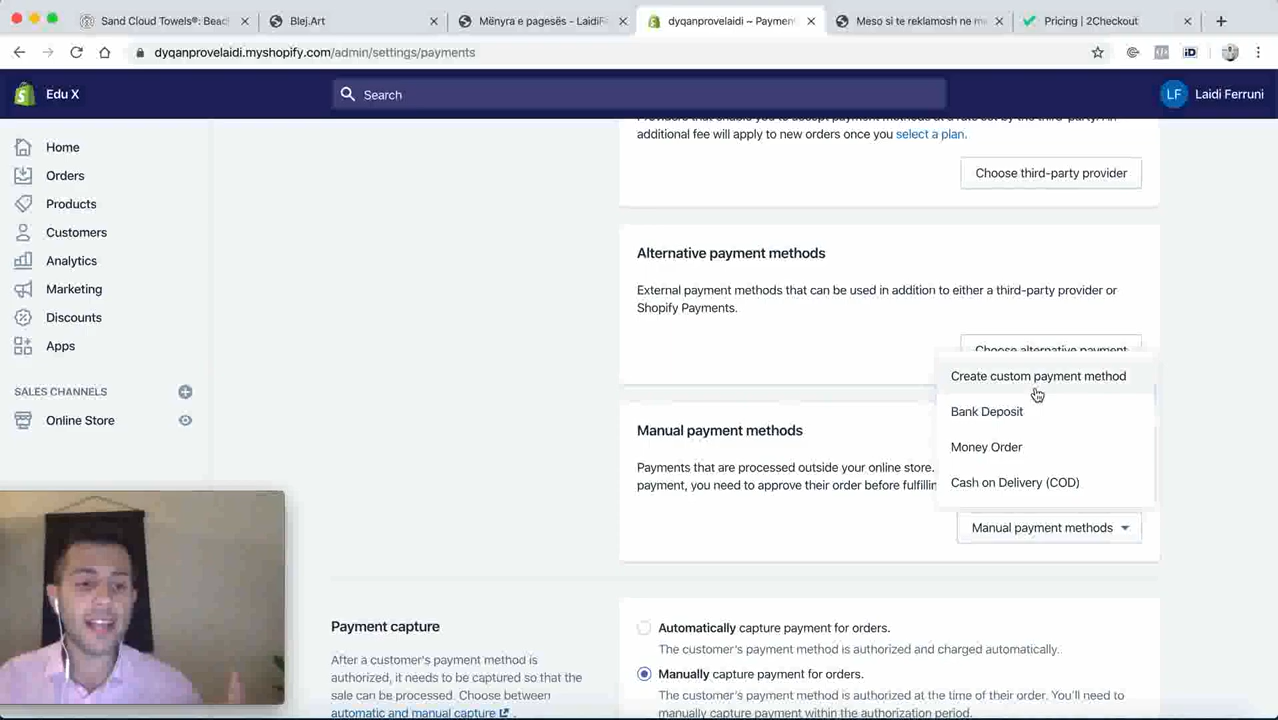 Sand Cloud Towels®: Beac
Blej.Art
Mënyra e pagesës - LaidiF
dyqanprovelaidi ~ Paymen
Meso si te reklamosh ne m
Pricing | 2Checkout
dyqanprovelaidi.myshopify.com/admin/settings/payments
iD
Edu X
Search
LF
Laidi Ferruni
Home
Orders
Products
Customers
Analytics
Marketing
Discounts
Apps
SALES CHANNELS
Online Store
additional fee will apply to new orders once you select a plan.
Choose third-party provider
Alternative payment methods
External payment methods that can be used in addition to either a third-party provider or
Shopify Payments.
Choose alternative payment
Create custom payment method
Bank Deposit
Money Order
Cash on Delivery (COD)
Manual payment methods
Payments that are processed outside your online store.
payment, you need to approve their order before fulfillin
Manual payment methods
Payment capture
After a customer's payment method is
authorized, it needs to be captured so that the
sale can be processed. Choose between
automatic and manual capture .
Automatically capture payment for orders.
The customer's payment method is authorized and charged automatically.
Manually capture payment for orders.
The customer's payment method is authorized at the time of their order. You'll need to
manually capture payment within the authorization period.